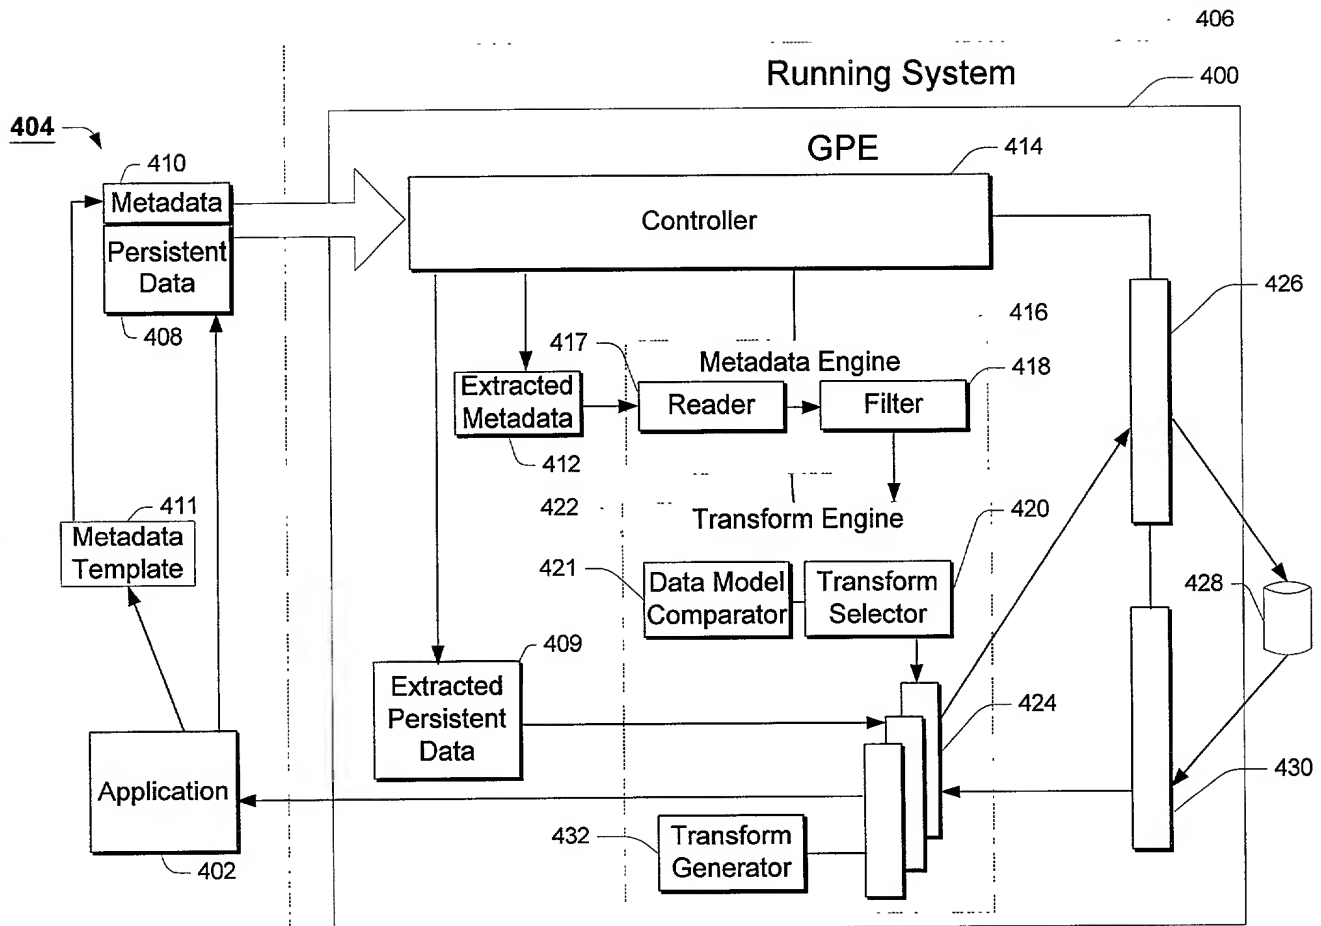 406
Running System
400
404
GPE
414
410
Metadata
Controller
Persistent
Data
426
408
416
417
Metadata Engine
418
Extracted
Metadata
Reader
Filter
412
411
422
Transform Engine
420
Metadata
Template
421
Data Model
Comparator
Transform
Selector
428
409
Extracted
Persistent
Data
424
Application
430
432
Transform
Generator
402